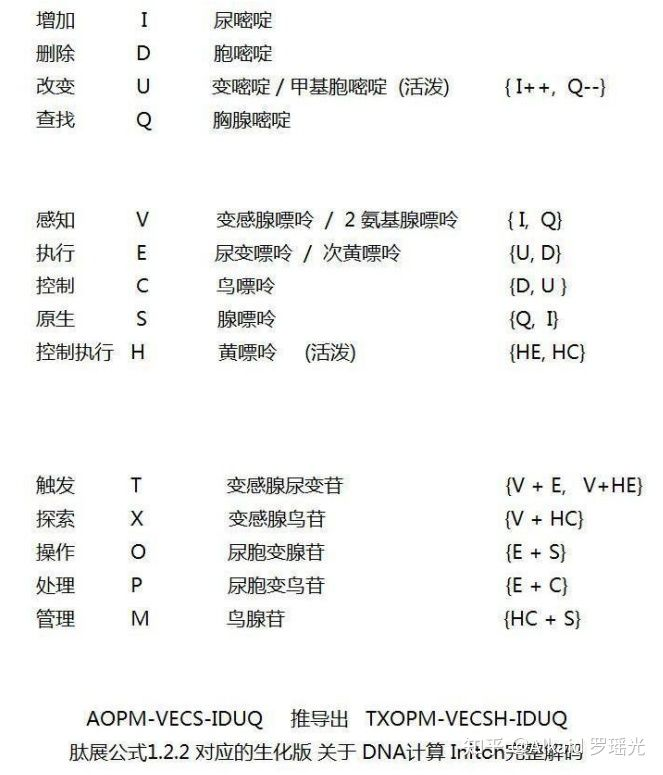 增加 I 尿嘧啶
删除 D 胞嘧啶
改变 U 变嘧啶 / 甲基胞嘧啶 (活泼) { I++, Q--}
查找 Q 胸腺嘧啶
感知 V 变感腺嘌呤 / 2 氨基腺嘌呤 { I, Q}
执行 E 尿变嘌呤 / 次黄嘌呤 {U, D}
控制 C 鸟嘌呤 {D, U }
原生 S 腺嘌呤 {Q, I}
控制执行 H 黄嘌呤 (活泼) {HE, HC}
触发 T 变感腺尿变苷 {V + E, V+HE}
探索 X 变感腺鸟苷 {V + HC}
操作 O 尿胞变腺苷 {E + S}
处理 P 尿胞变鸟苷 {E + C}
管理 M 鸟腺苷 {HC + S}
AOPM-VECS-IDUQ 推导出 TXOPM-VECSH-IDUQ
肽展公式1.2.2 对应的生化版 关于 DNA计算 Initon完整解码
知乎 罗瑶光